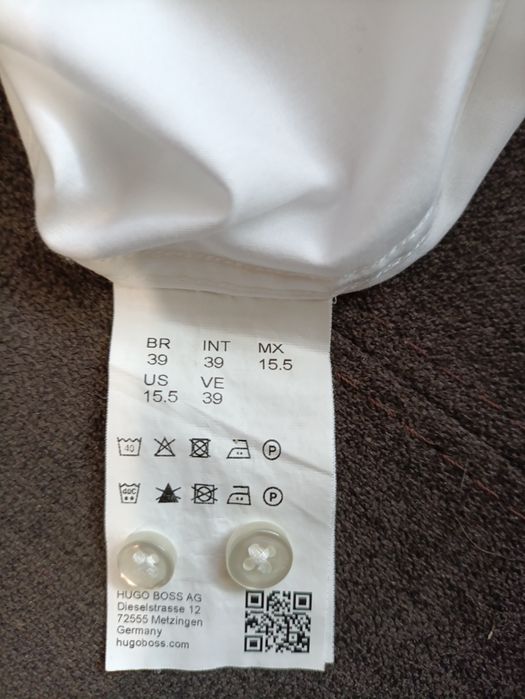 BR INT MX
39 39 15.5
US VE
15.5 39
40 P
40C P
HUGO BOSS AG
Dieselstrasse 12
72555 Metzingen
Germany
hugoboss.com